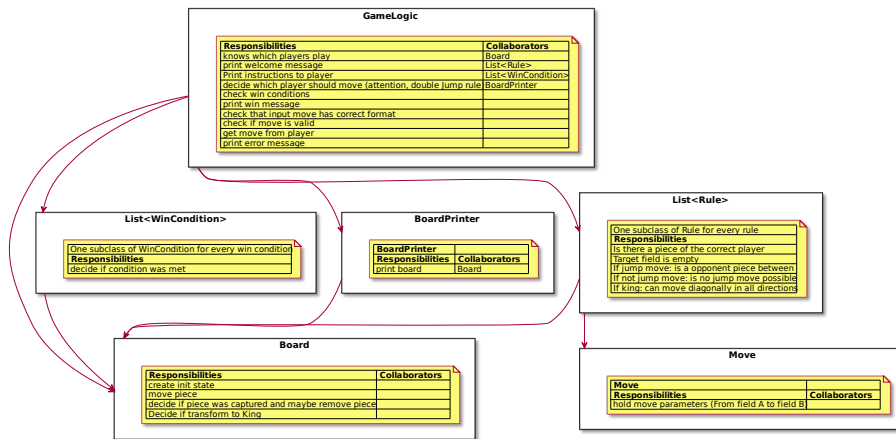 GameLogic
Responsibilities Collaborators
knows which players play Board
print welcome message List<Rule>
Print instructions to player List<WinCondition>
decide which player should move (attention, double jump rule) BoardPrinter
check win conditions
print win message
check that input move has correct format
check if move is valid
get move from player
print error message
List<WinCondition>
One subclass of WinCondition for every win condition
Responsibilities
decide if condition was met
BoardPrinter
BoardPrinter
Responsibilities Collaborators
print board Board
List<Rule>
One subclass of Rule for every rule
Responsibilities
Is there a piece of the correct player
Target field is empty
If jump move: is a opponent piece between
If not jump move: is no jump move possible
If king: can move diagonally in all directions
Board
Responsibilities Collaborators
create init state
move piece
decide if piece was captured and maybe remove piece
Decide if transform to King
Move
Move
Responsibilities Collaborators
hold move parameters (From field A to field B)